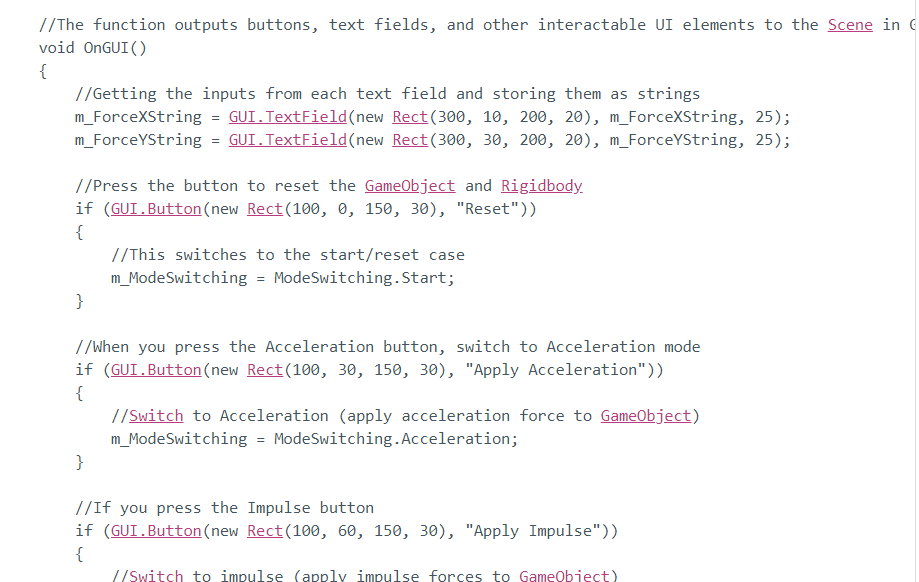 //The function outputs buttons, text fields, and other interactable UI elements to the Scene in
void OnGUI()
{
//Getting the inputs from each text field and storing them as strings
m_ForceXString = GUI.TextField(new Rect(300, 10, 200, 20), m_ForceXString, 25);
m_ForceYString = GUI.TextField(new Rect(300, 30, 200, 20), m_ForceYString, 25);
//Press the button to reset the GameObject and Rigidbody
if (GUI.Button(new Rect(100, 0, 150, 30), "Reset"))
{
//This switches to the start/reset case
m_ModeSwitching = ModeSwitching.Start;
}
//When you press the Acceleration button, switch to Acceleration mode
if (GUI.Button(new Rect(100, 30, 150, 30), "Apply Acceleration"))
{
//Switch to Acceleration (apply acceleration force to GameObject)
m_ModeSwitching = ModeSwitching.Acceleration;
}
//If you press the Impulse button
if (GUI.Button(new Rect(100, 60, 150, 30), "Apply Impulse"))
{
//Switch to impulse (apply impulse forces to GameObject)